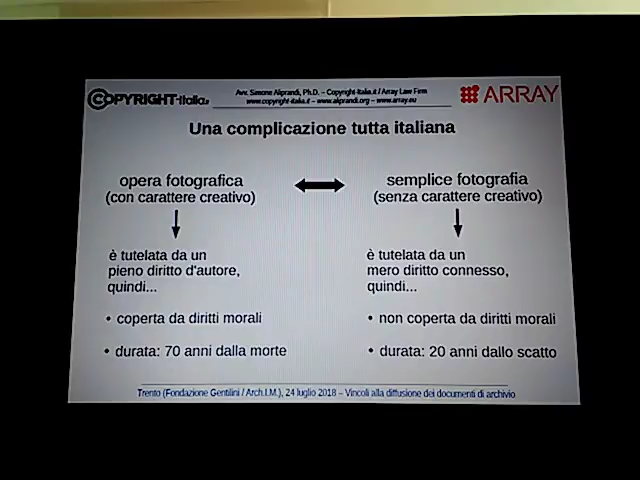 COPYRIGHT-Italia.it
Avv. Simone Aliprandi, Ph.D. – Copyright-Italia.it / Array Law Firm
www.copyright-italia.it – www.aliprandi.org – www.array.eu
ARRAY
Una complicazione tutta italiana
opera fotografica
(con carattere creativo)
semplice fotografia
(senza carattere creativo)
è tutelata da un
pieno diritto d'autore,
quindi...
è tutelata da un
mero diritto connesso,
quindi...
• coperta da diritti morali
• non coperta da diritti morali
• durata: 70 anni dalla morte
• durata: 20 anni dallo scatto
Trento (Fondazione Gentilini / Arch.I.M.), 24 luglio 2018 – Vincoli alla diffusione dei documenti di archivio